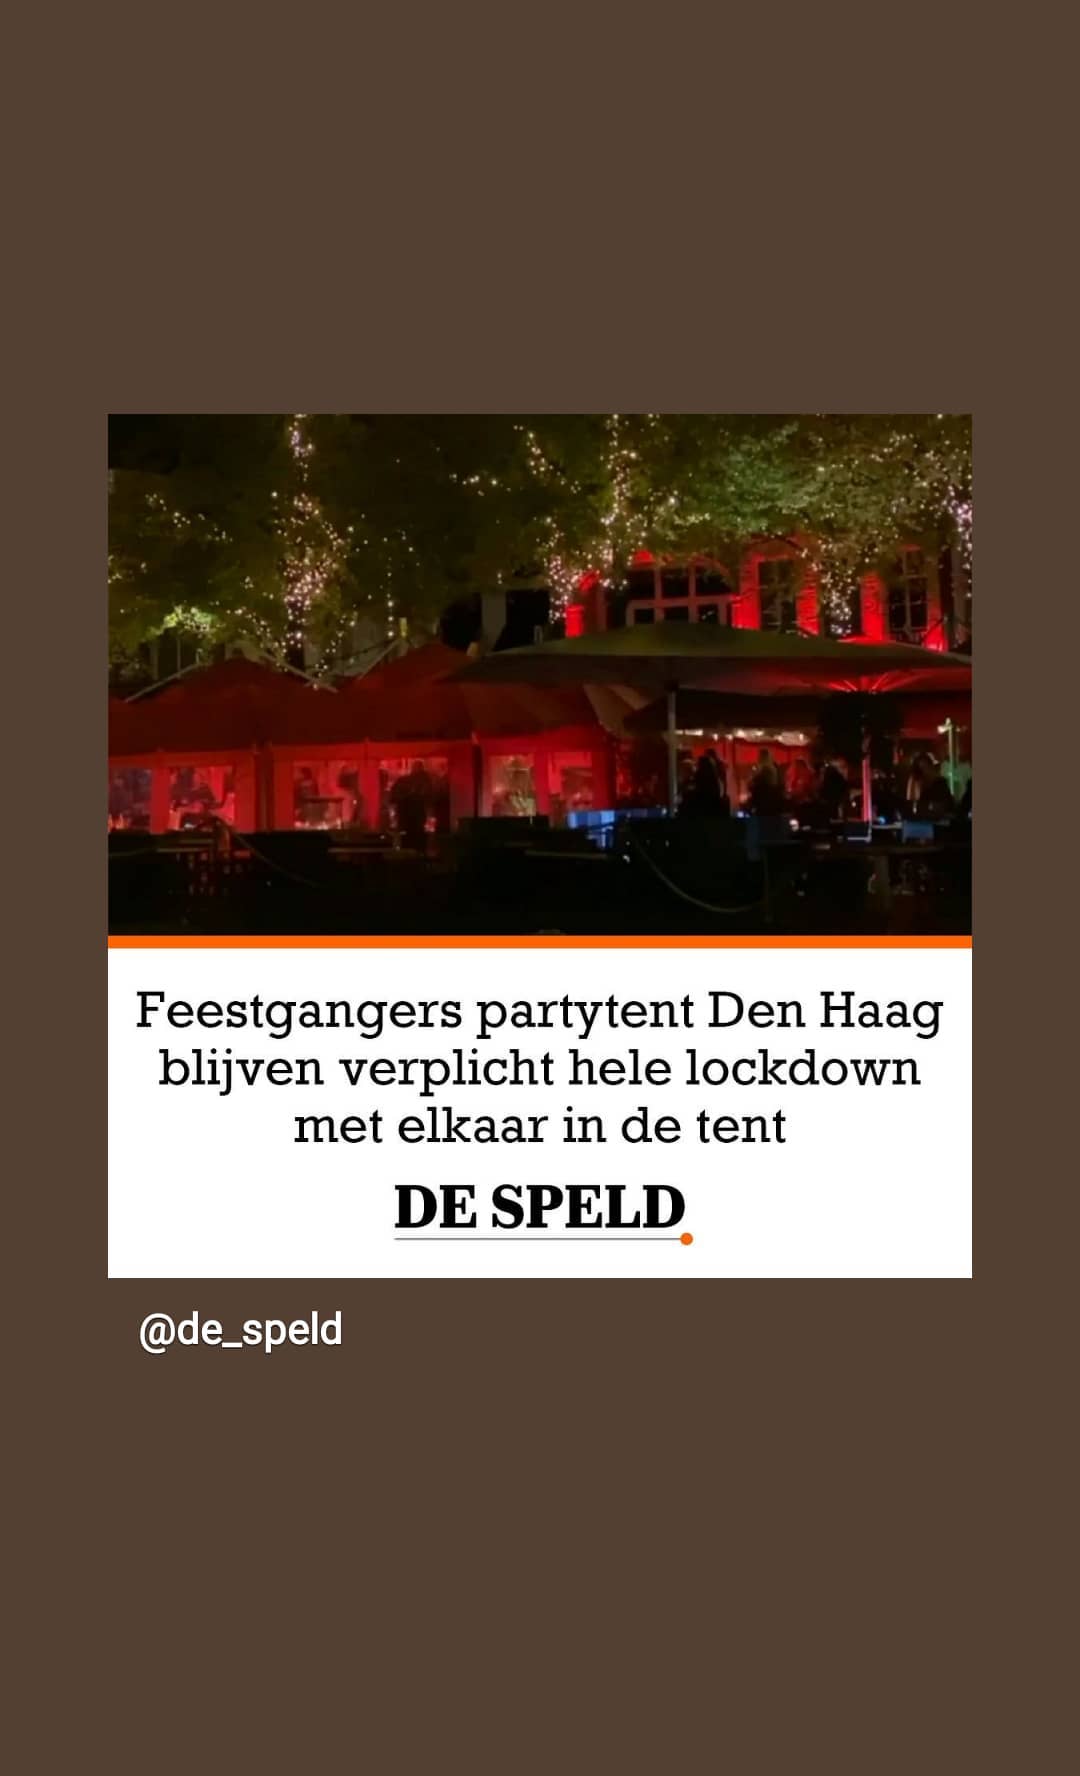 Feestgangers partytent Den Haag
blijven verplicht hele lockdown
met elkaar in de tent
DE SPELD
@de_speld